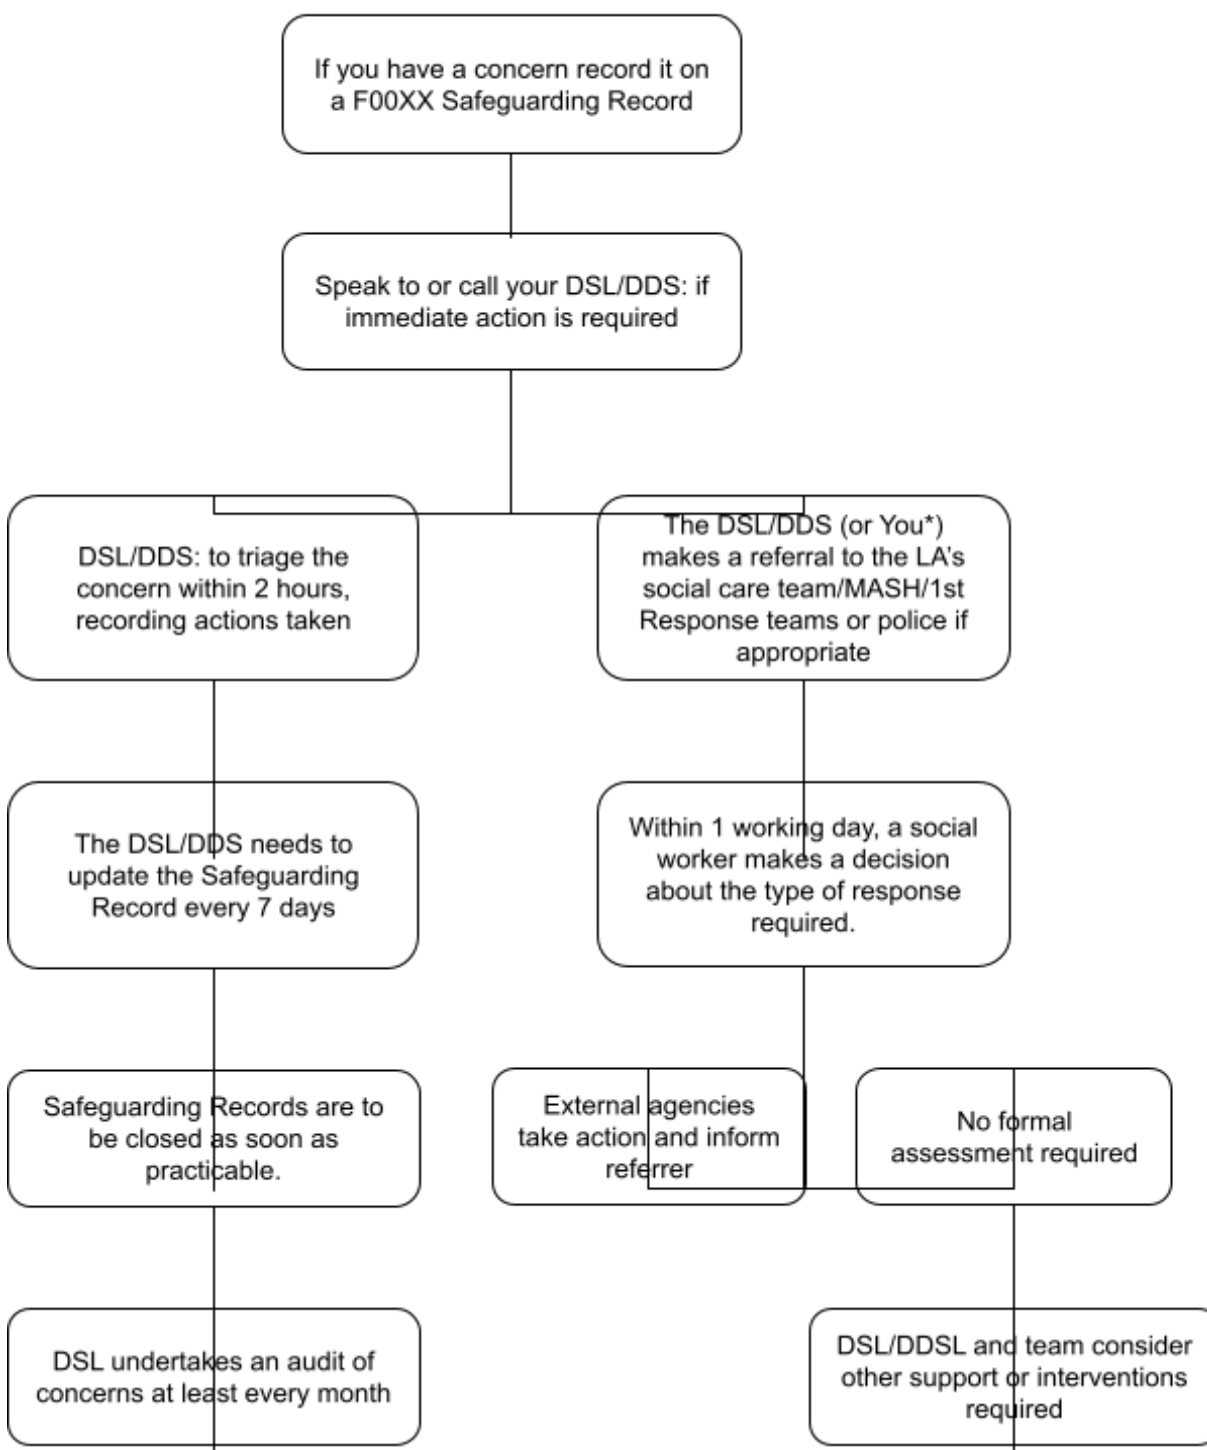 If you have a concern record it on
a F00XX Safeguarding Record
Speak to or call your DSL/DDS: if
immediate action is required
DSL/DDS: to triage the
concern within 2 hours,
recording actions taken
The DSL/DDS (or You*)
makes a referral to the LA's
social care team/MASH/1st
Response teams or police if
appropriate
The DSL/DDS needs to
update the Safeguarding
Record every 7 days
Within 1 working day, a social
worker makes a decision
about the type of response
required.
Safeguarding Records are to
be closed as soon as
practicable.
External agencies
take action and inform
referrer
No formal
assessment required
DSL undertakes an audit of
concerns at least every month
DSL/DDSL and team consider
other support or interventions
required